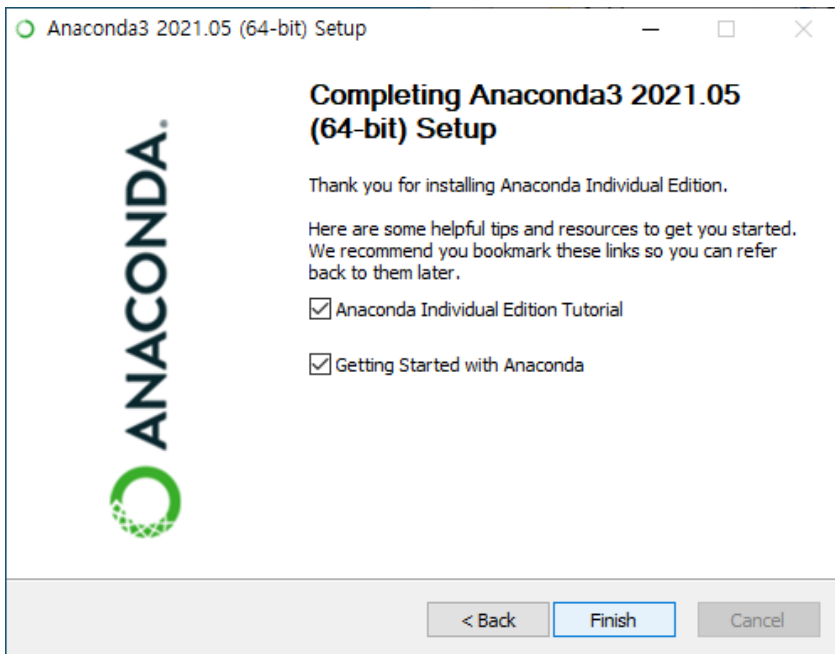 Anaconda3 2021.05 (64-bit) Setup
Completing Anaconda3 2021.05
(64-bit) Setup
Thank you for installing Anaconda Individual Edition.
Here are some helpful tips and resources to get you started.
We recommend you bookmark these links so you can refer
back to them later.
Anaconda Individual Edition Tutorial
Getting Started with Anaconda
ANACONDA.
< Back
Finish
Cancel